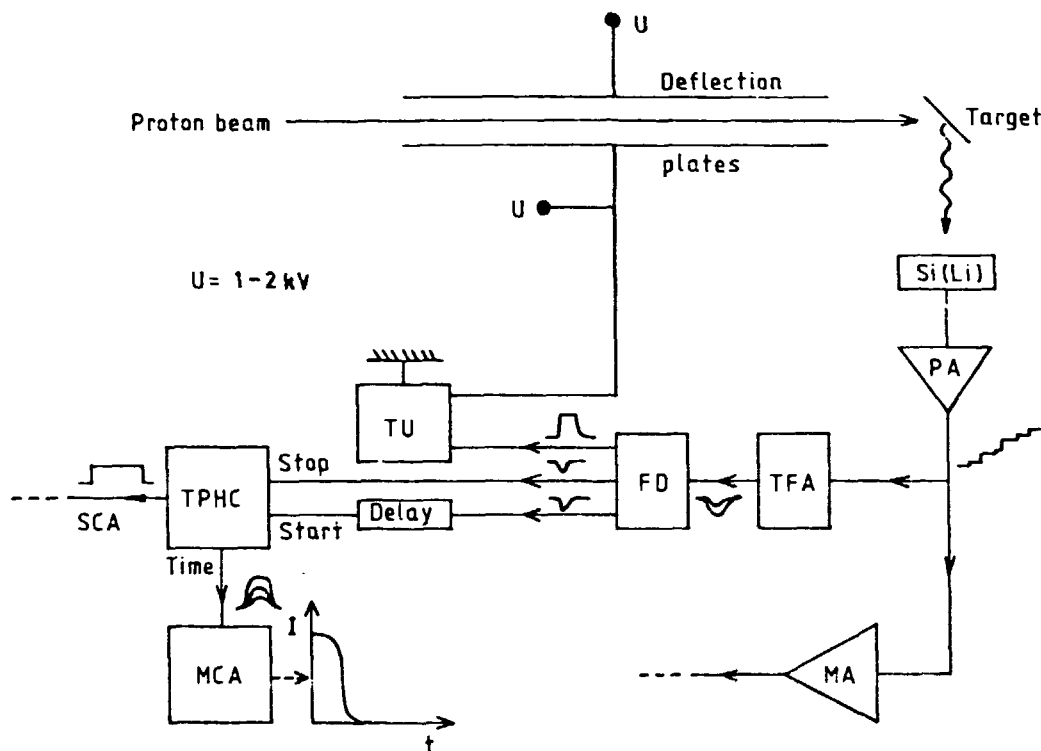 U
Deflection
Proton beam
Target
plates
U
U= 1-2 kV
Si(Li)
PA
TU
Stop
FD
TFA
TPHC
Delay
SCA
Start
Time
I
MCA
MA
t